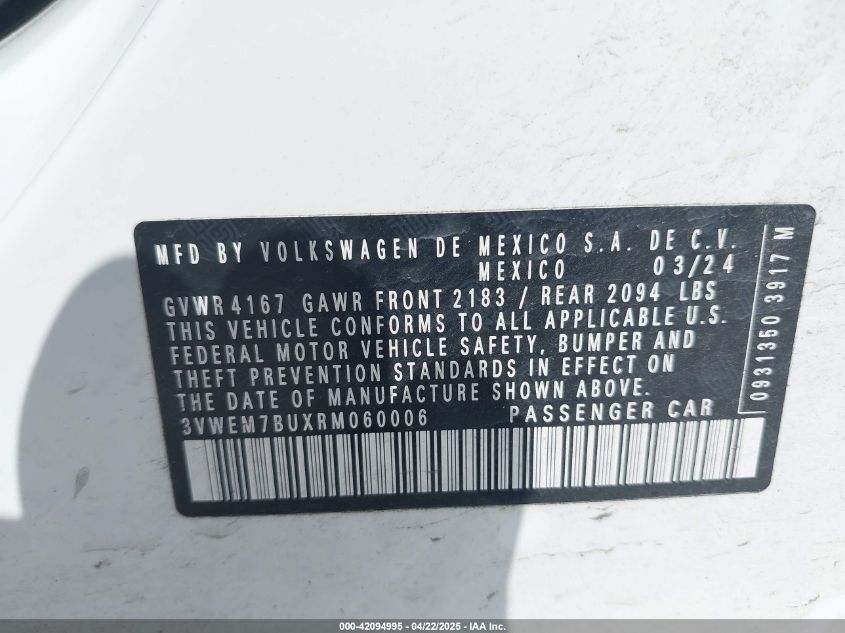 MFD BY VOLKSWAGEN DE MEXICO S.A. DE C.V.
MEXICO 03/24
GVWR 4167 GAWR FRONT 2183 / REAR 2094 LBS
THIS VEHICLE CONFORMS TO ALL APPLICABLE U.S.
FEDERAL MOTOR VEHICLE SAFETY, BUMPER AND
THEFT PREVENTION STANDARDS IN EFFECT ON
THE DATE OF MANUFACTURE SHOWN ABOVE.
3VWEM7BUXRM060006 PASSENGER CAR
0931350 3917 M
000-42094995 - 04/22/2025 - IAA Inc.